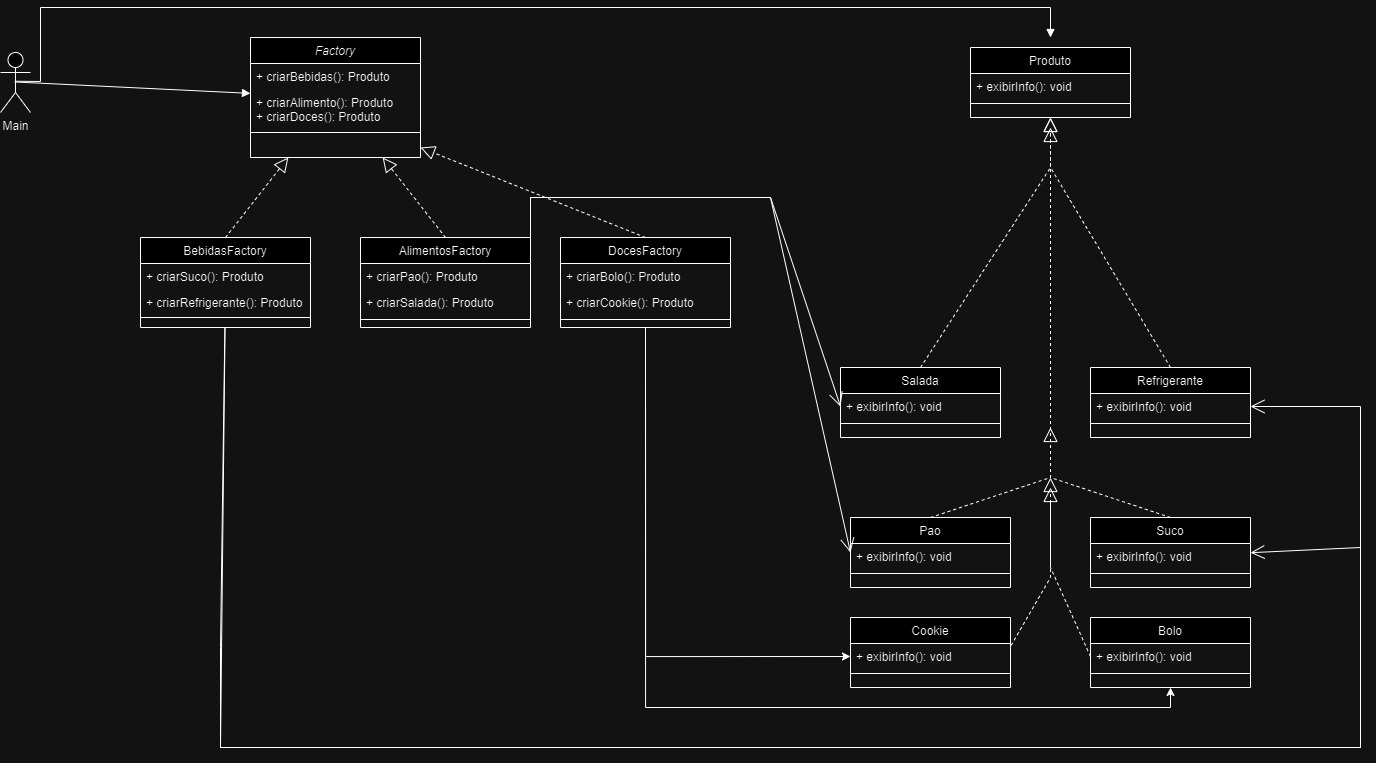 Factory
+ criarBebidas(): Produto
+ criarAlimento(): Produto
+ criarDoces(): Produto
Produto
+ exibirInfo(): void
Main
BebidasFactory
+ criarSuco(): Produto
+ criarRefrigerante(): Produto
AlimentosFactory
+ criarPao(): Produto
+ criarSalada(): Produto
DocesFactory
+ criarBolo(): Produto
+ criarCookie(): Produto
Salada
+ exibirInfo(): void
Refrigerante
+ exibirInfo(): void
Pao
+ exibirInfo(): void
Suco
+ exibirInfo(): void
Cookie
+ exibirInfo(): void
Bolo
+ exibirInfo(): void